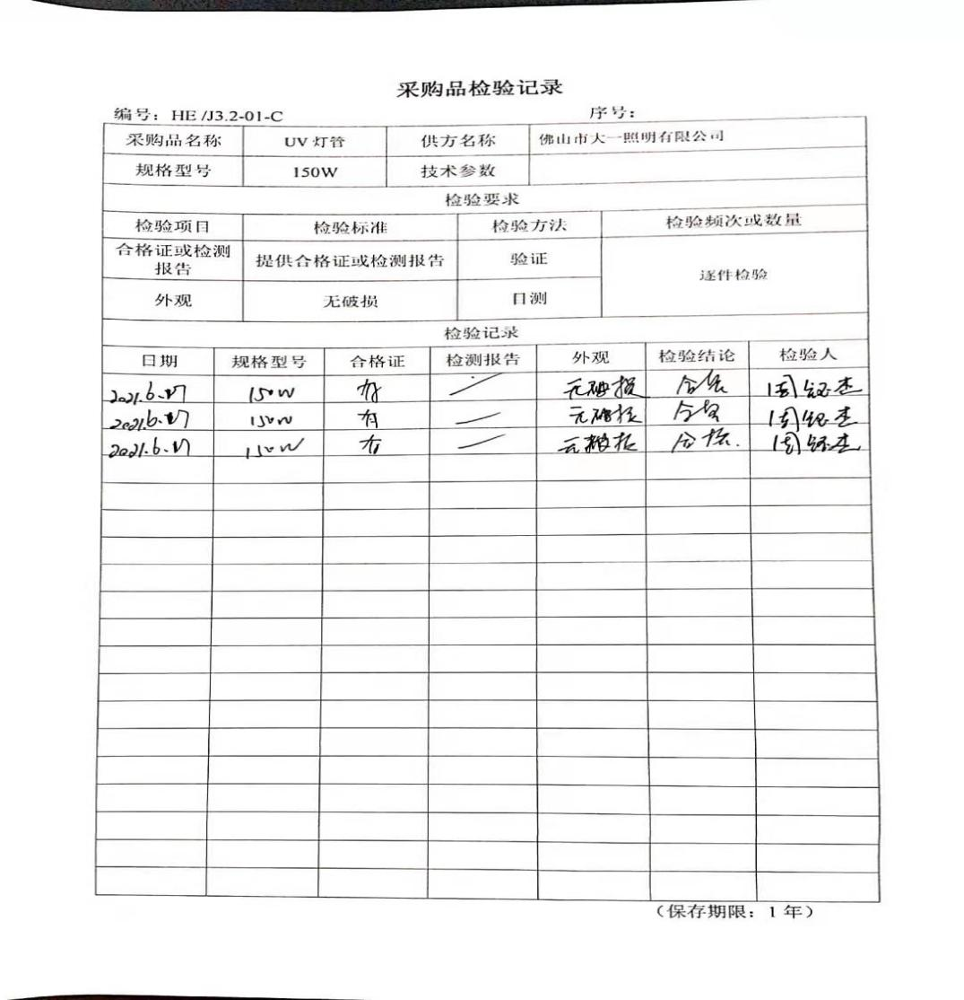 采购品检验记录
编号：HE /J3.2-01-C 序号：
采购品名称 UV 灯管 供方名称 佛山市大一照明有限公司
规格型号 150W 技术参数
检验要求
检验项目 检验标准 检验方法 检验频次或数量
合格证或检测报告 提供合格证或检测报告 验证 逐件检验
外观 无破损 目测
检验记录
日期 规格型号 合格证 检测报告 外观 检验结论 检验人
2021.6.17 150W 有 / 无破损 合格 周
2021.6.17 150W 有 / 无破损 合格 周
2021.6.17 150W 有 / 无破损 合格. 周
（保存期限：1 年）